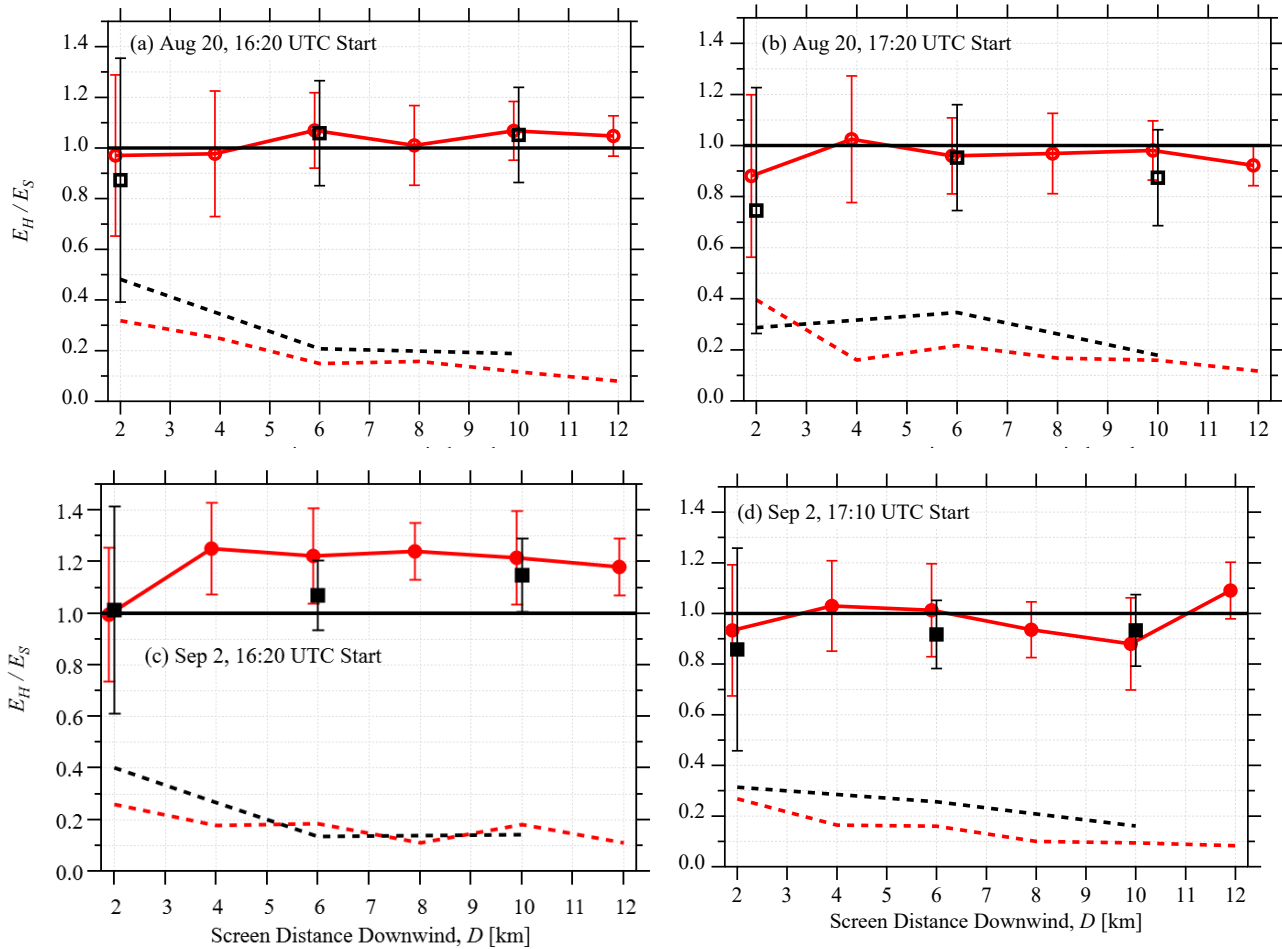 (a) Aug 20, 16:20 UTC Start
1.4
1.2
1.0
0.8
0.6
0.4
0.2
0.0
E_H / E_S
2 3 4 5 6 7 8 9 10 11 12
(b) Aug 20, 17:20 UTC Start
1.4
1.2
1.0
0.8
0.6
0.4
0.2
0.0
2 3 4 5 6 7 8 9 10 11 12
(c) Sep 2, 16:20 UTC Start
1.4
1.2
1.0
0.8
0.6
0.4
0.2
0.0
E_H / E_S
2 3 4 5 6 7 8 9 10 11 12
Screen Distance Downwind, D [km]
(d) Sep 2, 17:10 UTC Start
1.4
1.2
1.0
0.8
0.6
0.4
0.2
0.0
2 3 4 5 6 7 8 9 10 11 12
Screen Distance Downwind, D [km]